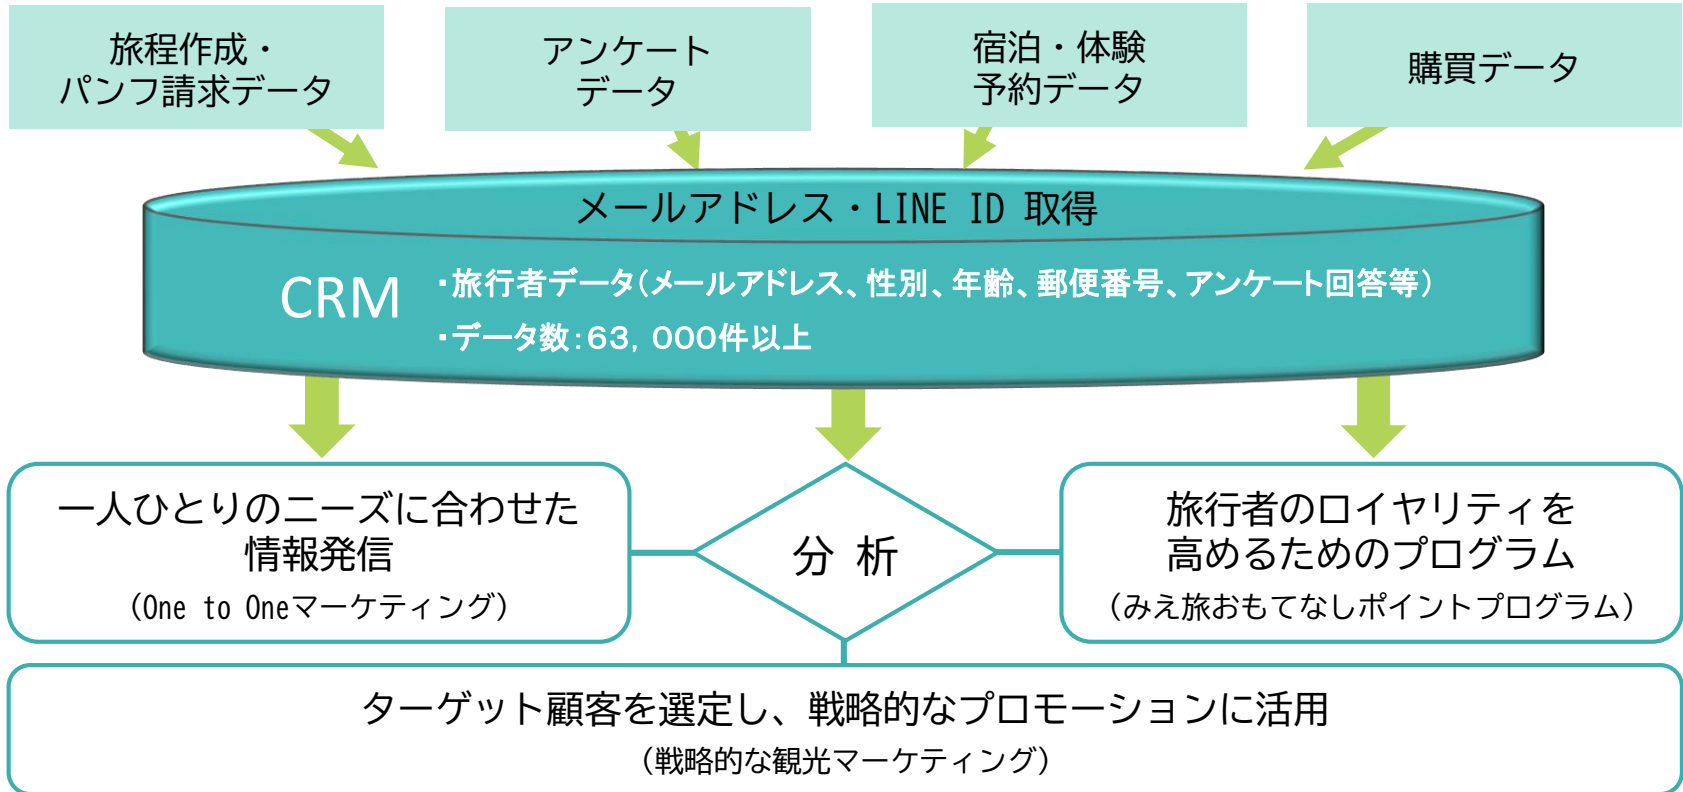 旅程作成・
パンフ請求データ
アンケート
データ
宿泊・体験
予約データ
購買データ
メールアドレス・LINE ID 取得
CRM
・旅行者データ(メールアドレス、性別、年齢、郵便番号、アンケート回答等)
・データ数:63,000件以上
一人ひとりのニーズに合わせた
情報発信
(One to Oneマーケティング)
分 析
旅行者のロイヤリティを
高めるためのプログラム
(みえ旅おもてなしポイントプログラム)
ターゲット顧客を選定し、戦略的なプロモーションに活用
(戦略的な観光マーケティング)